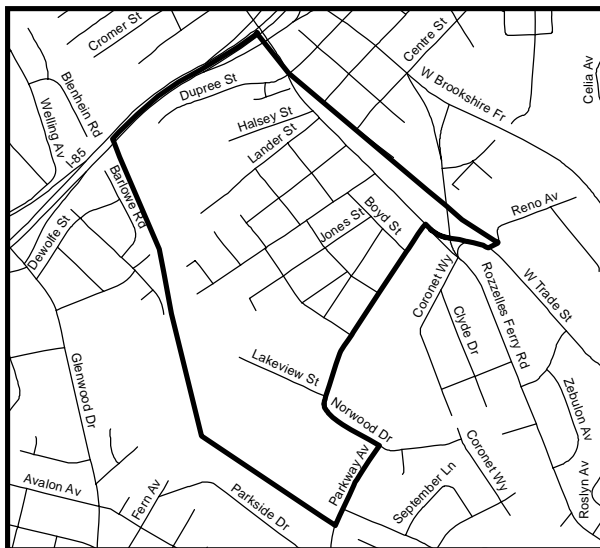 Cromer St
Centre St
W Brookshire Fr
Celia Av
Blenhein Rd
Welling Av
I-85
Dupree St
Halsey St
Lander St
Barlowe Rd
Dewolfe St
Jones St
Boyd St
Reno Av
Coronet Wy
W Trade St
Rozzelles Ferry Rd
Clyde Dr
Glenwood Dr
Lakeview St
Norwood Dr
Zebulon Av
Coronet Wy
Roslyn Av
Avalon Av
Fern Av
Parkside Dr
Parkway Av
September Ln